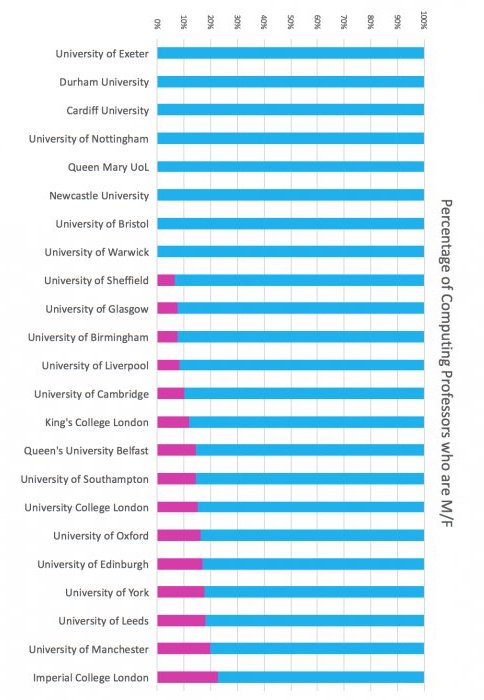 0%
10%
20%
30%
40%
50%
60%
70%
80%
90%
100%
University of Exeter
Durham University
Cardiff University
University of Nottingham
Queen Mary UoL
Newcastle University
University of Bristol
University of Warwick
University of Sheffield
University of Glasgow
University of Birmingham
University of Liverpool
University of Cambridge
King's College London
Queen's University Belfast
University of Southampton
University College London
University of Oxford
University of Edinburgh
University of York
University of Leeds
University of Manchester
Imperial College London
Percentage of Computing Professors who are M/F